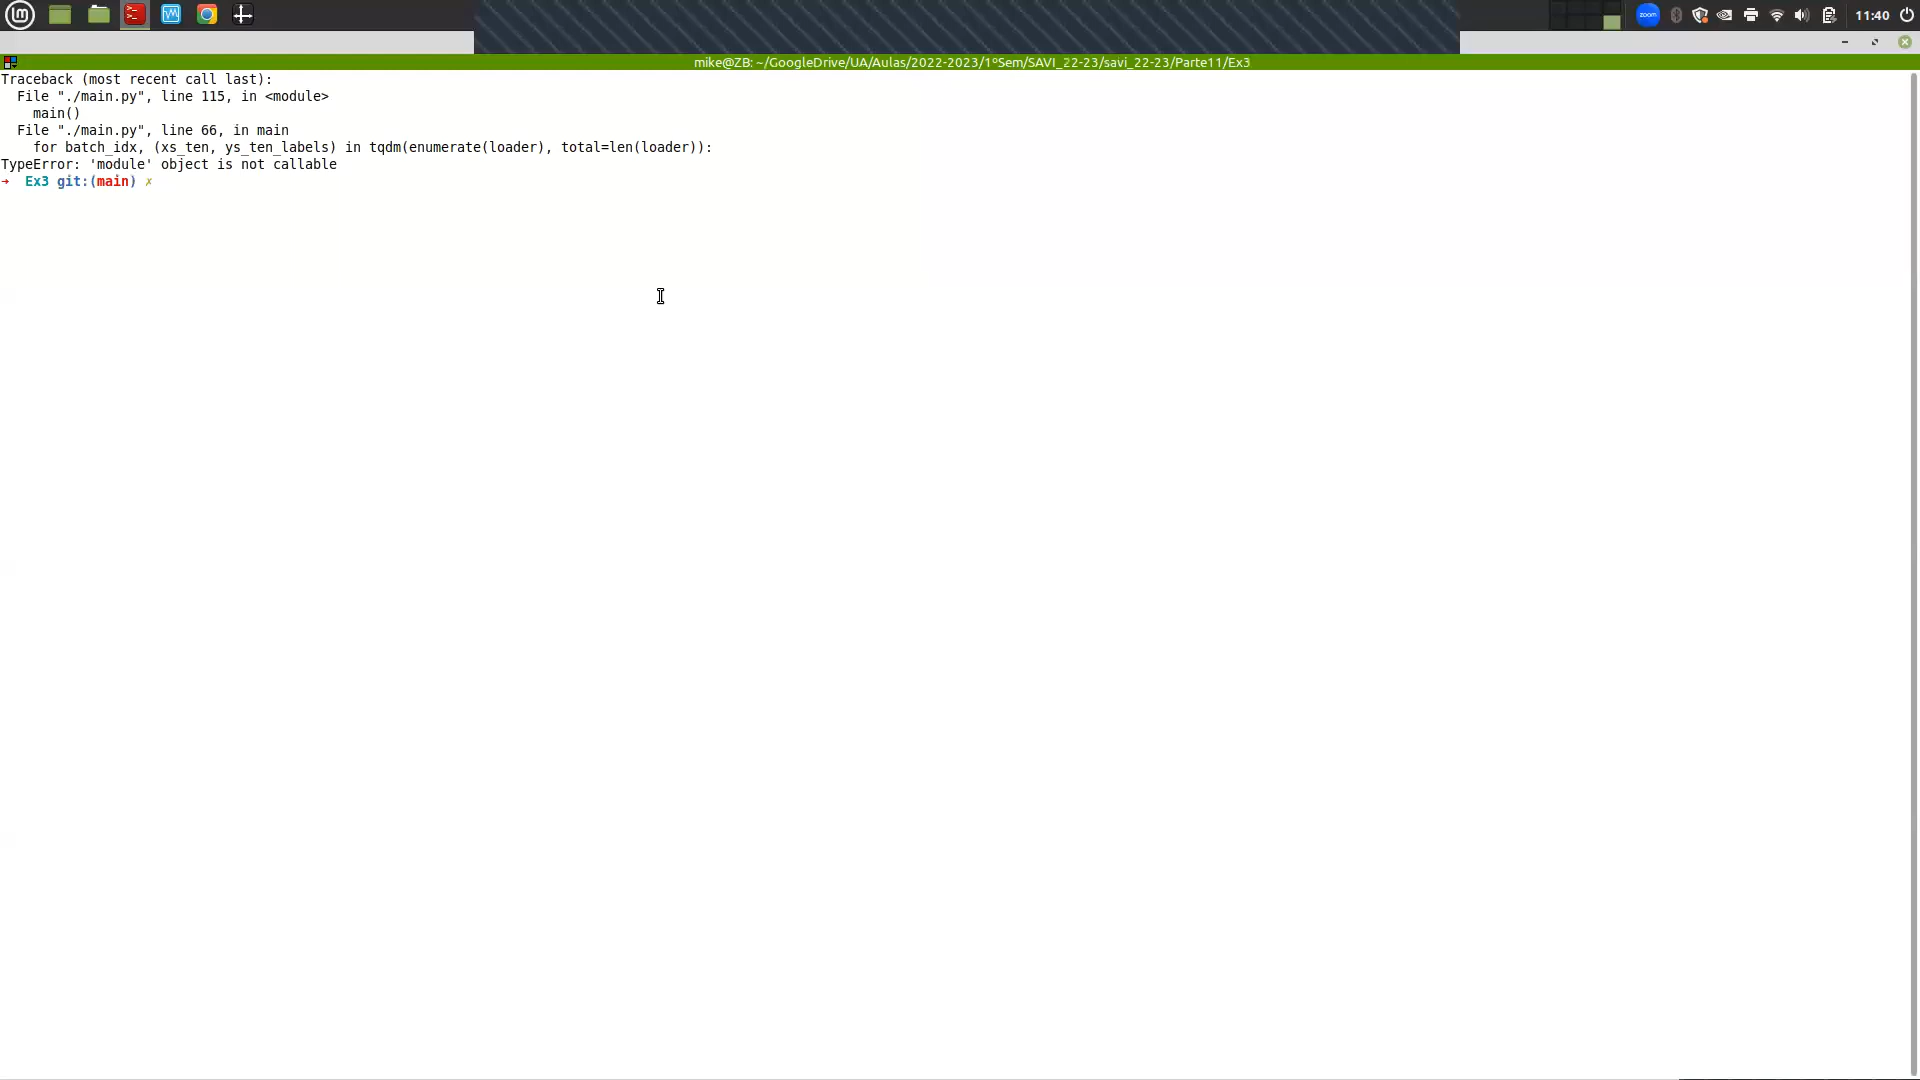 11:40
mike@ZB: ~/GoogleDrive/UA/Aulas/2022-2023/1ºSem/SAVI_22-23/savi_22-23/Parte11/Ex3
Traceback (most recent call last):
  File "./main.py", line 115, in <module>
    main()
  File "./main.py", line 66, in main
    for batch_idx, (xs_ten, ys_ten_labels) in tqdm(enumerate(loader), total=len(loader)):
TypeError: 'module' object is not callable
➜  Ex3 git:(main) ✗
zoom